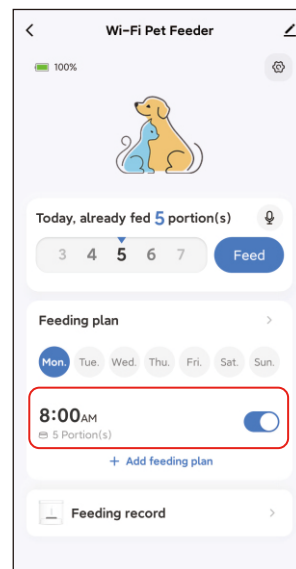 Wi-Fi Pet Feeder
100%
Today, already fed 5 portion(s)
3 4 5 6 7 Feed
Feeding plan
Mon. Tue. Wed. Thu. Fri. Sat. Sun.
8:00AM
5 Portion(s)
+ Add feeding plan
Feeding record